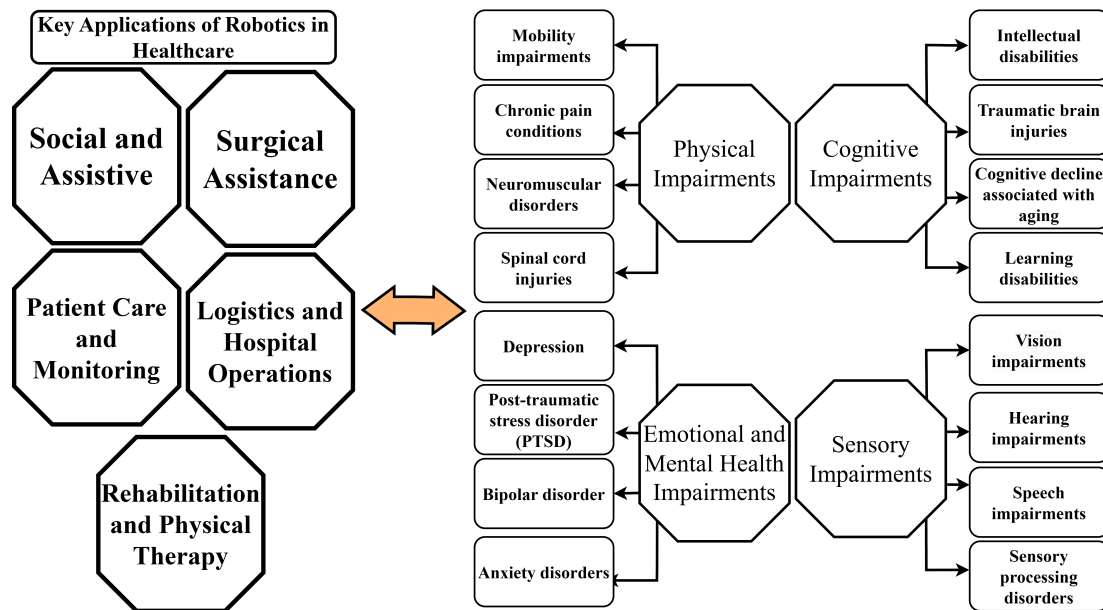 Key Applications of Robotics in
Healthcare
Social and
Assistive
Surgical
Assistance
Patient Care
and
Monitoring
Logistics and
Hospital
Operations
Rehabilitation
and Physical
Therapy
Mobility
impairments
Chronic pain
conditions
Neuromuscular
disorders
Spinal cord
injuries
Physical
Impairments
Cognitive
Impairments
Intellectual
disabilities
Traumatic brain
injuries
Cognitive decline
associated with
aging
Learning
disabilities
Depression
Post-traumatic
stress disorder
(PTSD)
Bipolar disorder
Anxiety disorders
Emotional and
Mental Health
Impairments
Sensory
Impairments
Vision
impairments
Hearing
impairments
Speech
impairments
Sensory
processing
disorders